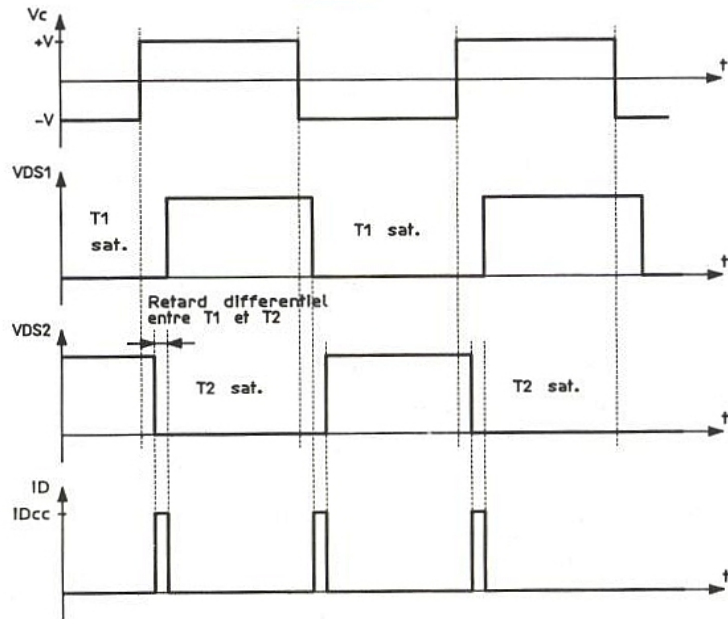 Vc
+V
t
-V
VDS1
T1
sat.
T1 sat.
t
Retard differentiel
entre T1 et T2
VDS2
T2 sat.
T2 sat.
t
ID
IDcc
t